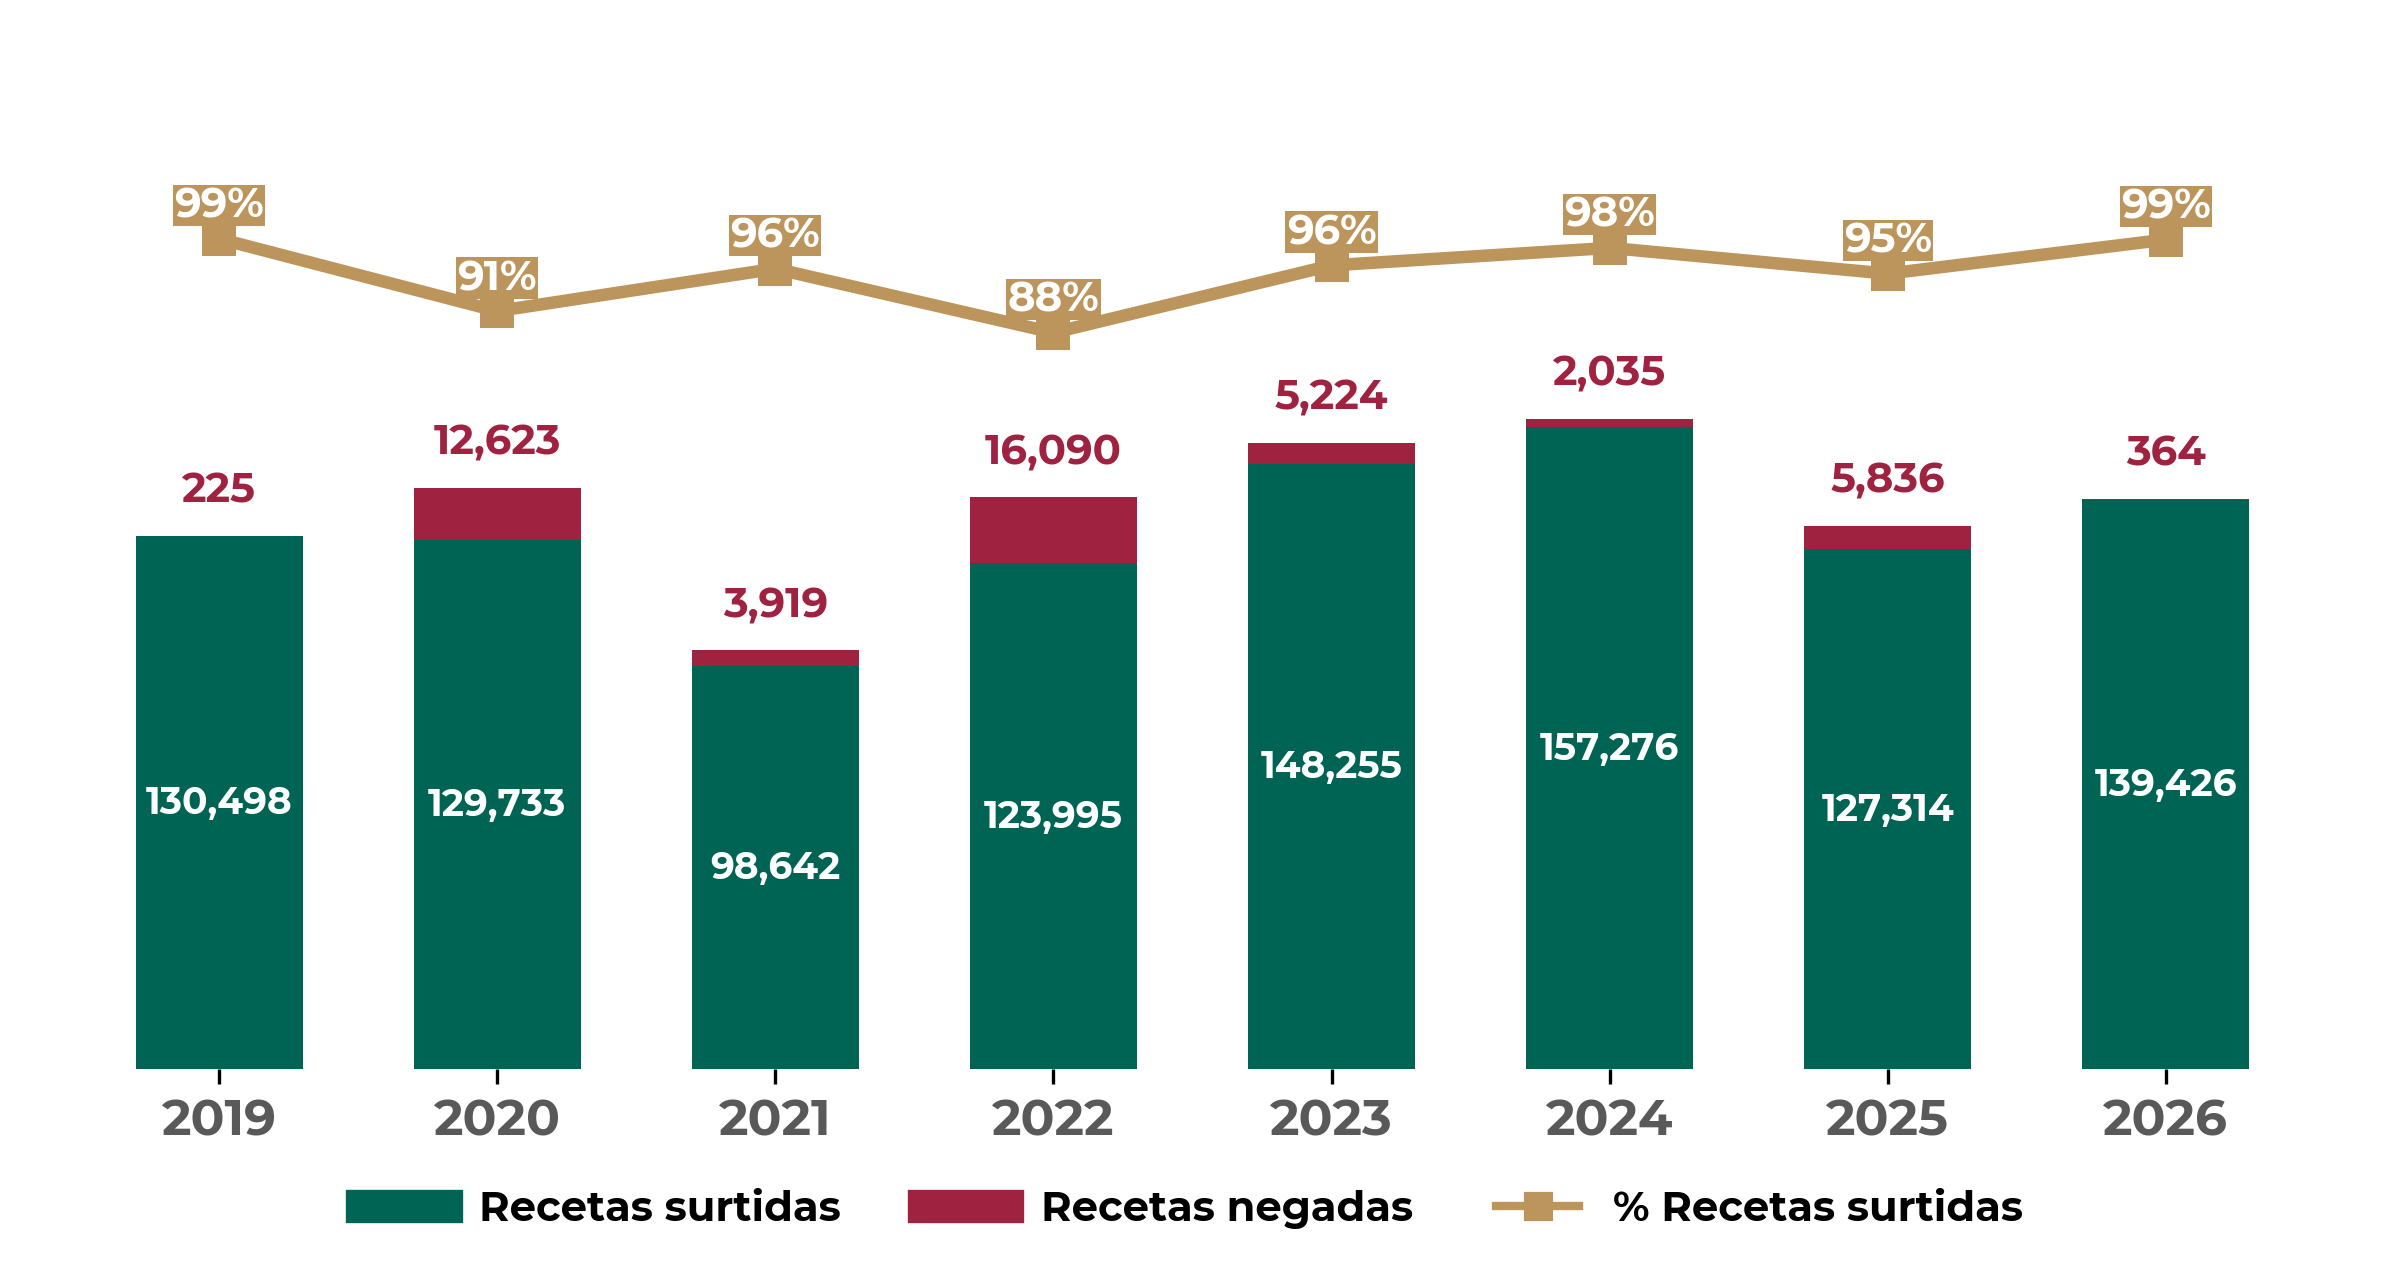 99% 91% 96% 88% 96% 98% 95% 99%
225 12,623 3,919 16,090 5,224 2,035 5,836 364
130,498 129,733 98,642 123,995 148,255 157,276 127,314 139,426
2019 2020 2021 2022 2023 2024 2025 2026
Recetas surtidas Recetas negadas % Recetas surtidas